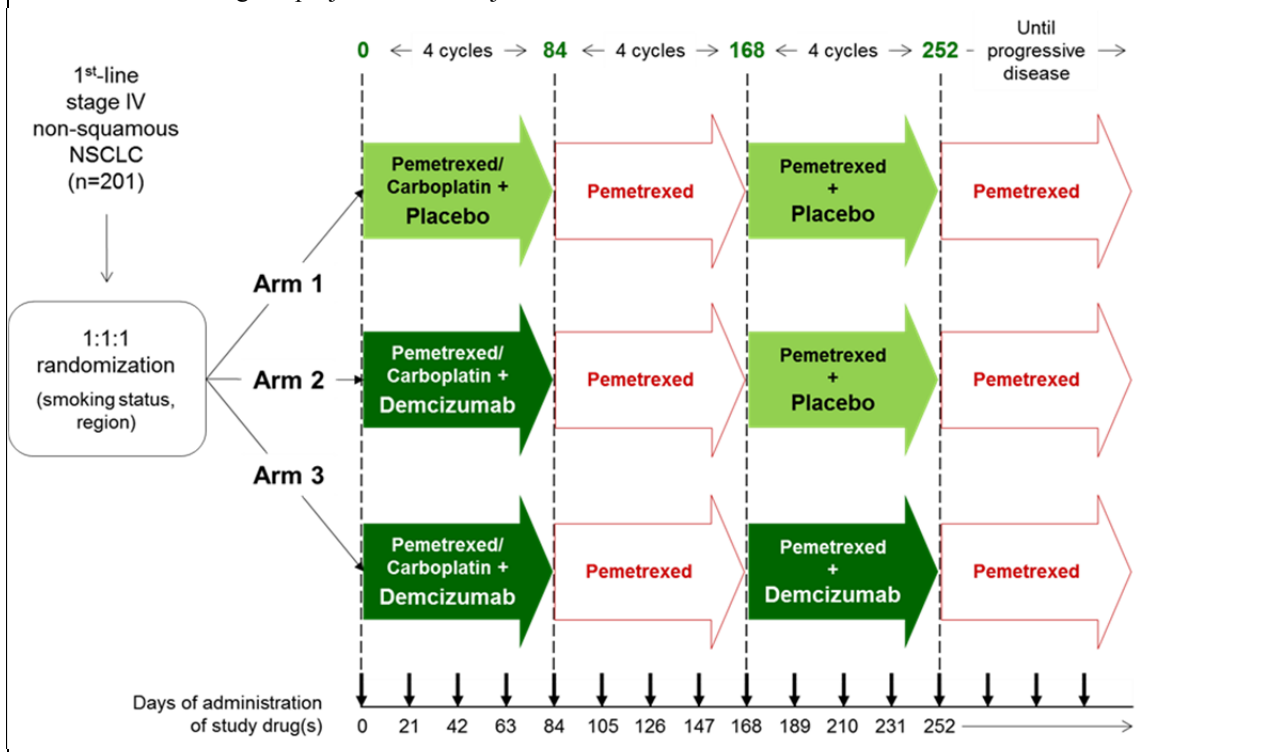 0 4 cycles 84 4 cycles 168 4 cycles 252 Until
progressive
disease
1st-line
stage IV
non-squamous
NSCLC
(n=201)
1:1:1
randomization
(smoking status,
region)
Arm 1
Pemetrexed/
Carboplatin +
Placebo
Pemetrexed
Pemetrexed
+
Placebo
Pemetrexed
Arm 2
Pemetrexed/
Carboplatin +
Demcizumab
Pemetrexed
Pemetrexed
+
Placebo
Pemetrexed
Arm 3
Pemetrexed/
Carboplatin +
Demcizumab
Pemetrexed
Pemetrexed
+
Demcizumab
Pemetrexed
Days of administration
of study drug(s) 0 21 42 63 84 105 126 147 168 189 210 231 252